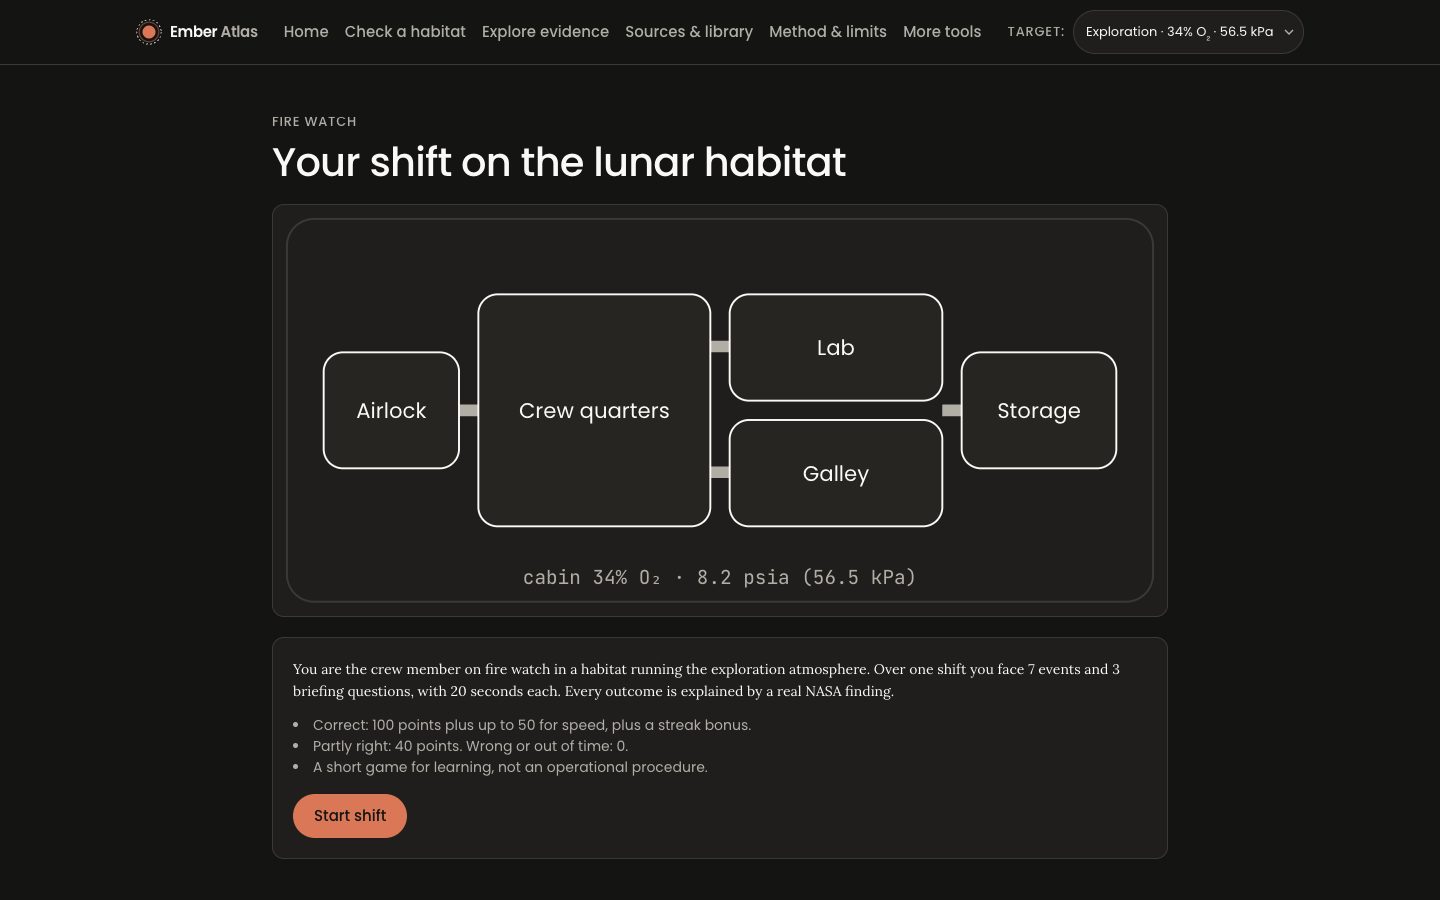 Ember Atlas Home Check a habitat Explore evidence Sources & library Method & limits More tools TARGET: Exploration · 34% O₂ · 56.5 kPa
FIRE WATCH
Your shift on the lunar habitat
Lab
Airlock Crew quarters Storage
Galley
cabin 34% O₂ · 8.2 psia (56.5 kPa)
You are the crew member on fire watch in a habitat running the exploration atmosphere. Over one shift you face 7 events and 3
briefing questions, with 20 seconds each. Every outcome is explained by a real NASA finding.
• Correct: 100 points plus up to 50 for speed, plus a streak bonus.
• Partly right: 40 points. Wrong or out of time: 0.
• A short game for learning, not an operational procedure.
Start shift